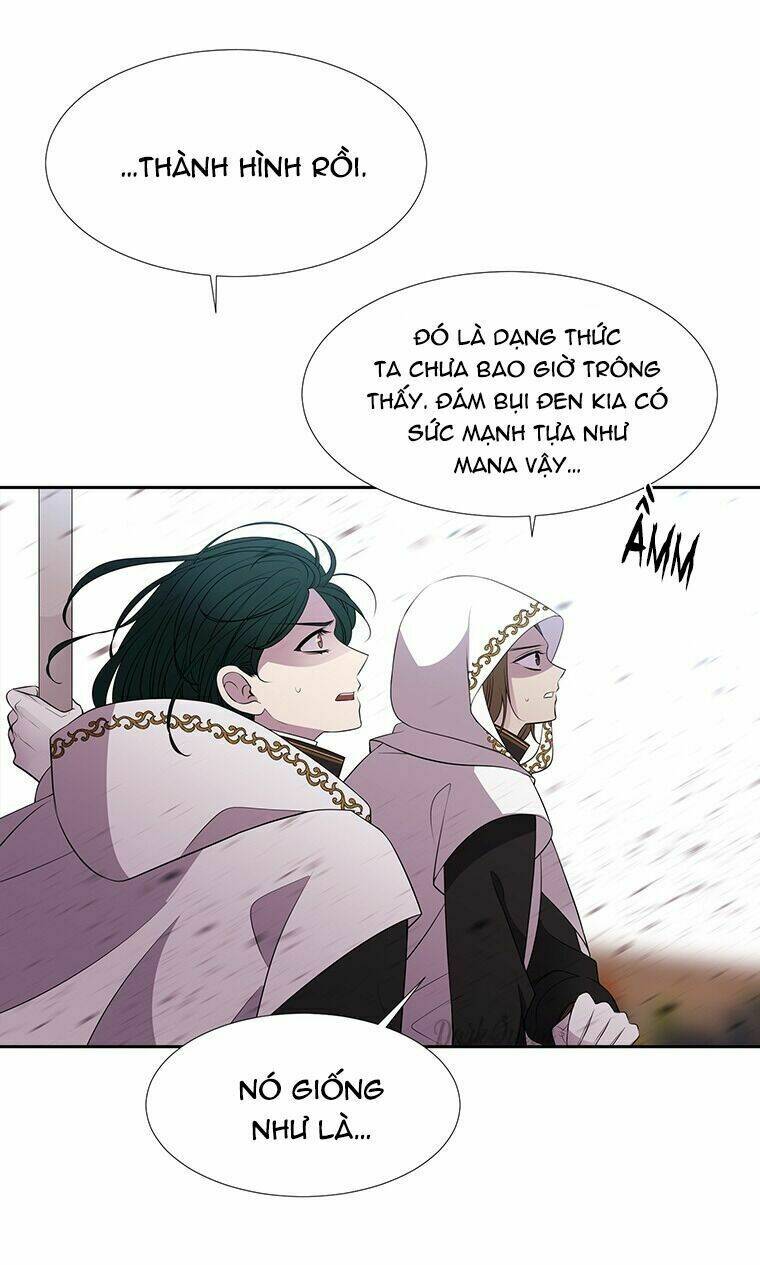 ...THÀNH HÌNH RỒI.
ĐÓ LÀ DẠNG THỨC
TA CHƯA BAO GIỜ TRÔNG
THẤY. ĐÁM BỤI ĐEN KIA CÓ
SỨC MẠNH TỰA NHƯ
MANA VẬY...
ẦMM
NÓ GIỐNG
NHƯ LÀ...